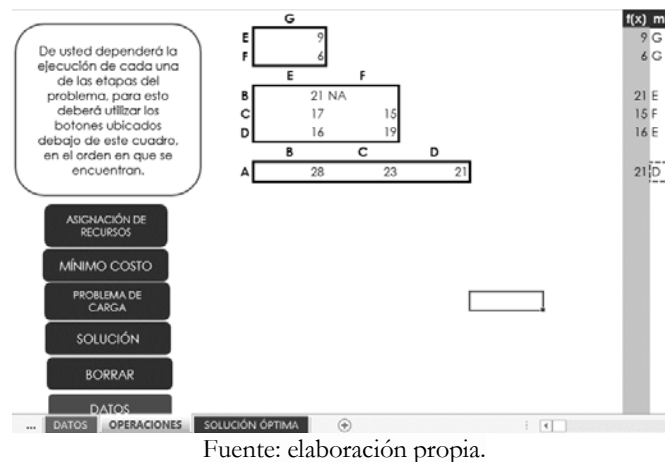 De usted dependerá la
ejecución de cada una
de las etapas del
problema, para esto
deberá utilizar los
botones ubicados
debajo de este cuadro,
en el orden en que se
encuentran.
ASIGNACIÓN DE
RECURSOS
MÍNIMO COSTO
PROBLEMA DE
CARGA
SOLUCIÓN
BORRAR
DATOS
G
E 9
F 6
E F
B 21 NA
C 17 15
D 16 19
B C D
A 28 23 21
f(x) m
9 G
6 G
21 E
15 F
16 E
21 D
... DATOS OPERACIONES SOLUCIÓN ÓPTIMA
Fuente: elaboración propia.